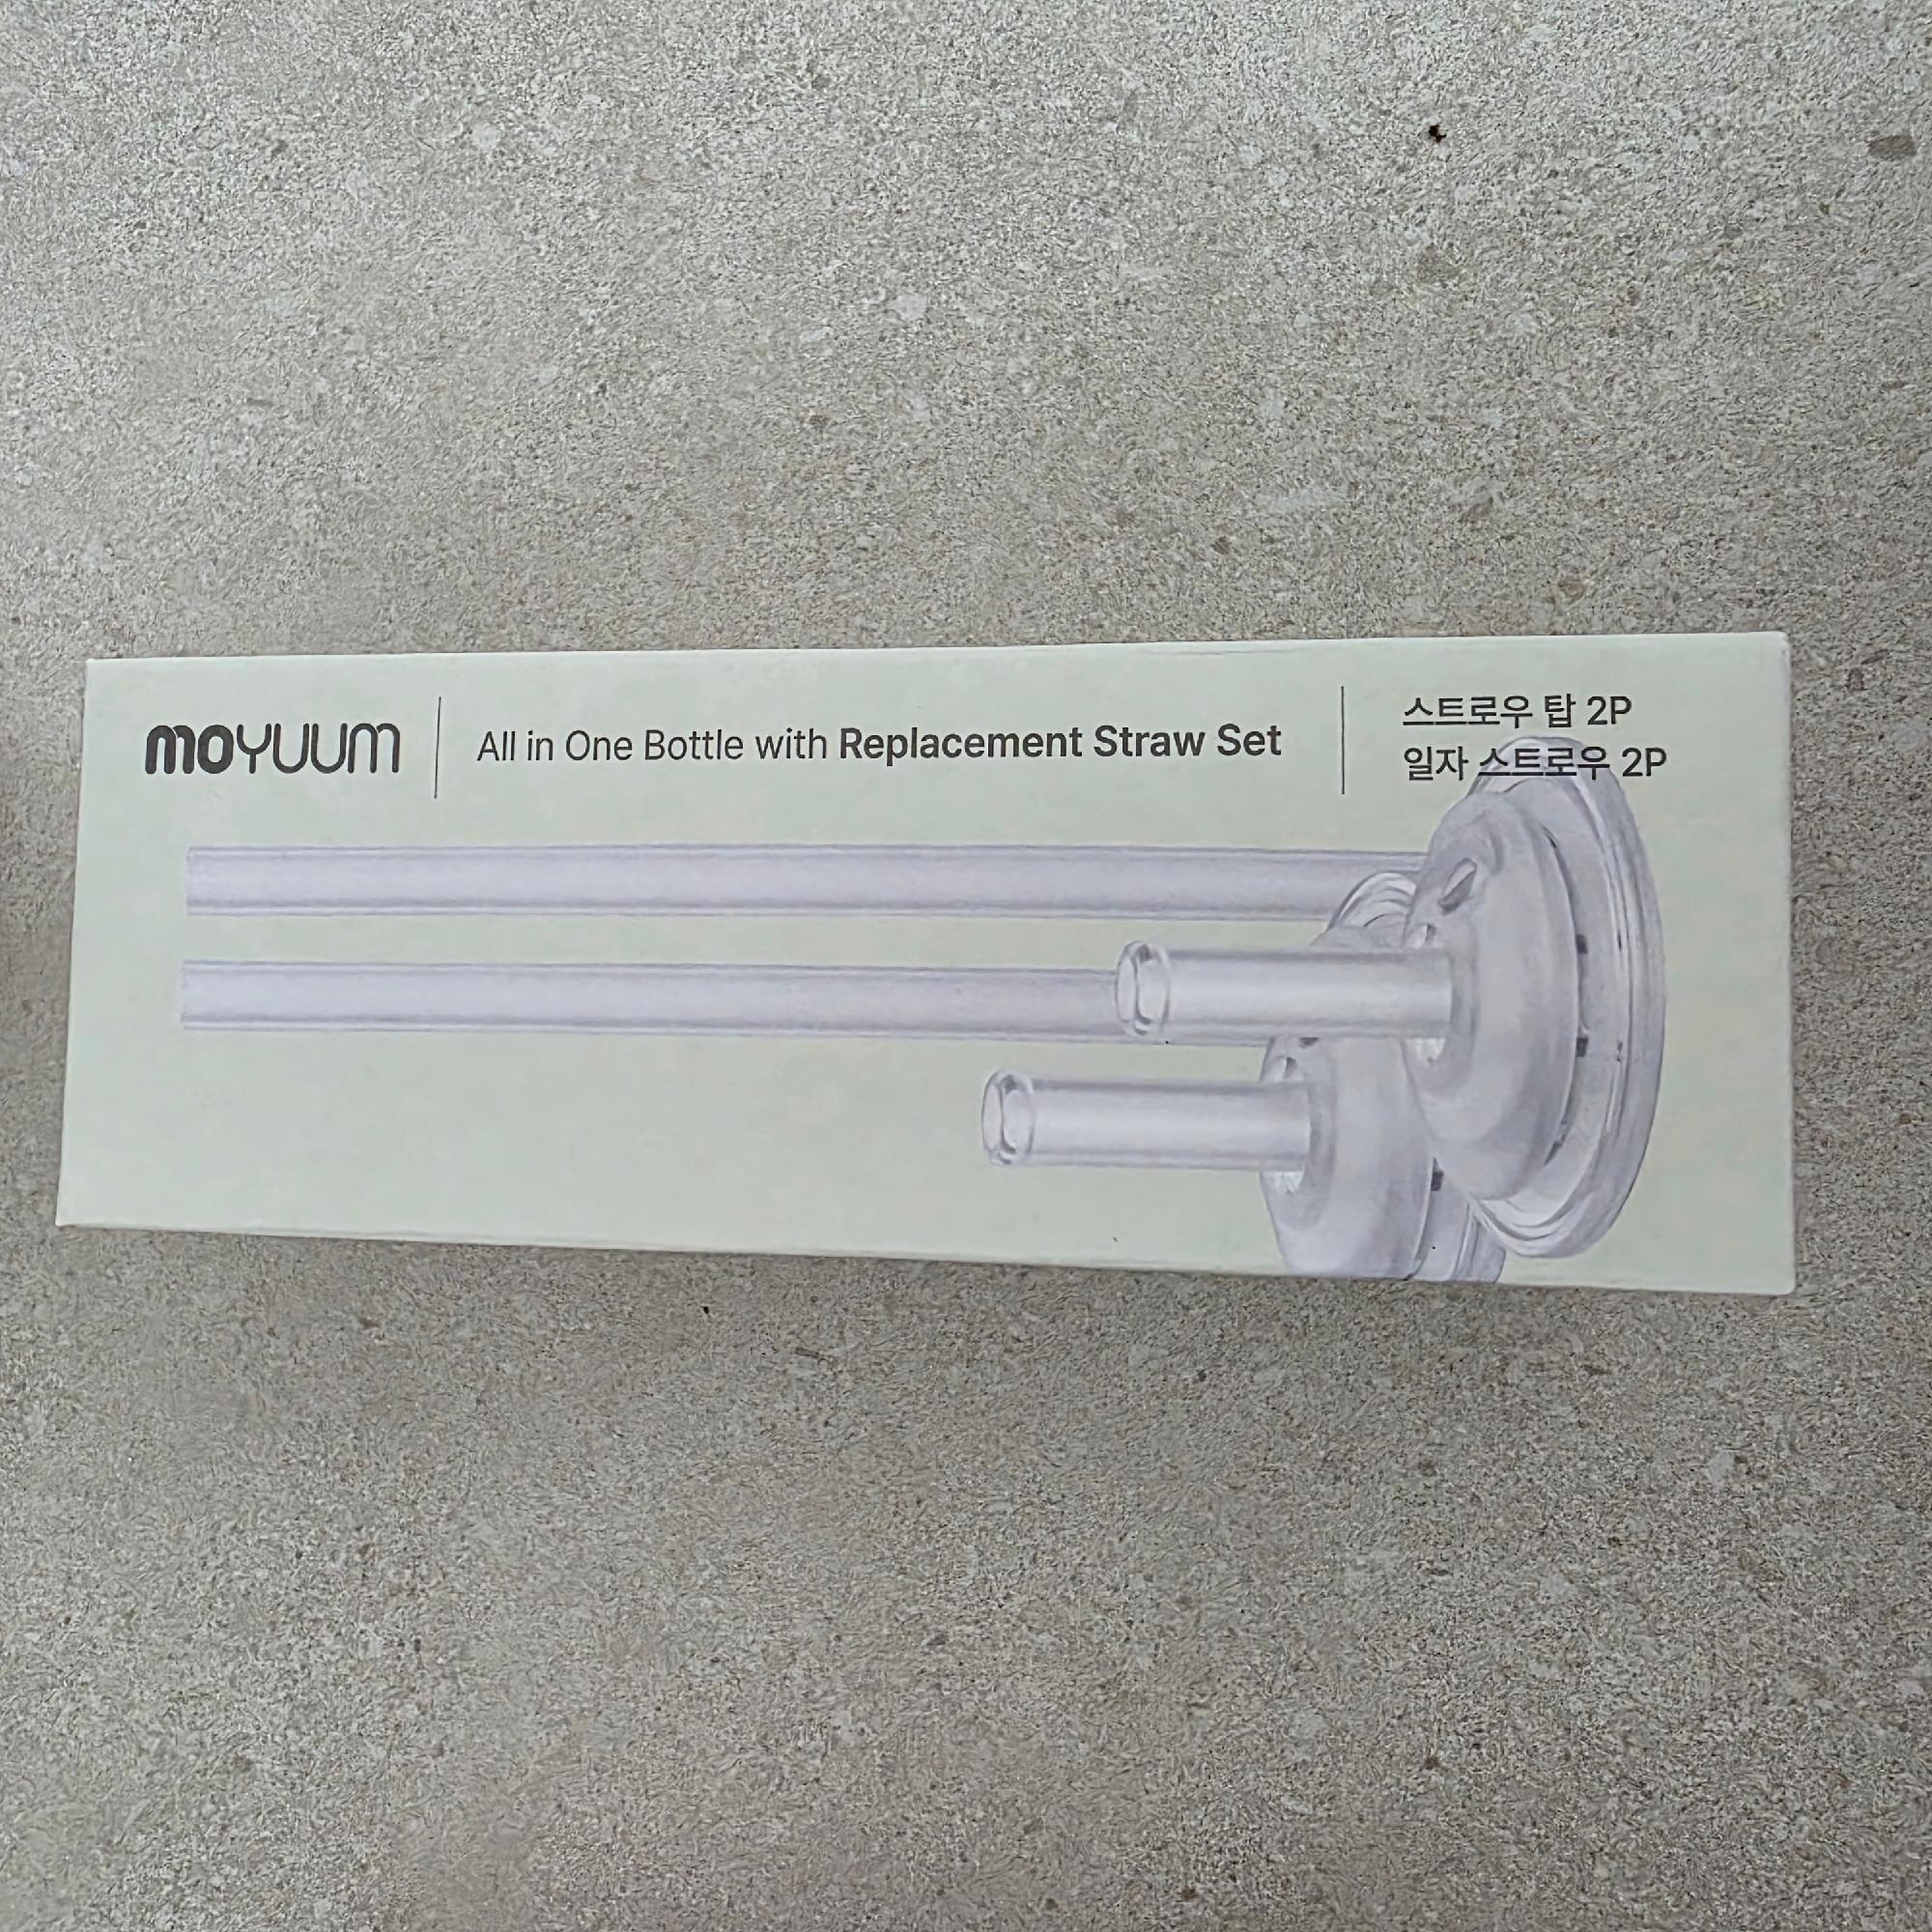 moyuum
All in One Bottle with Replacement Straw Set
스트로우 탑 2P
일자 스트로우 2P